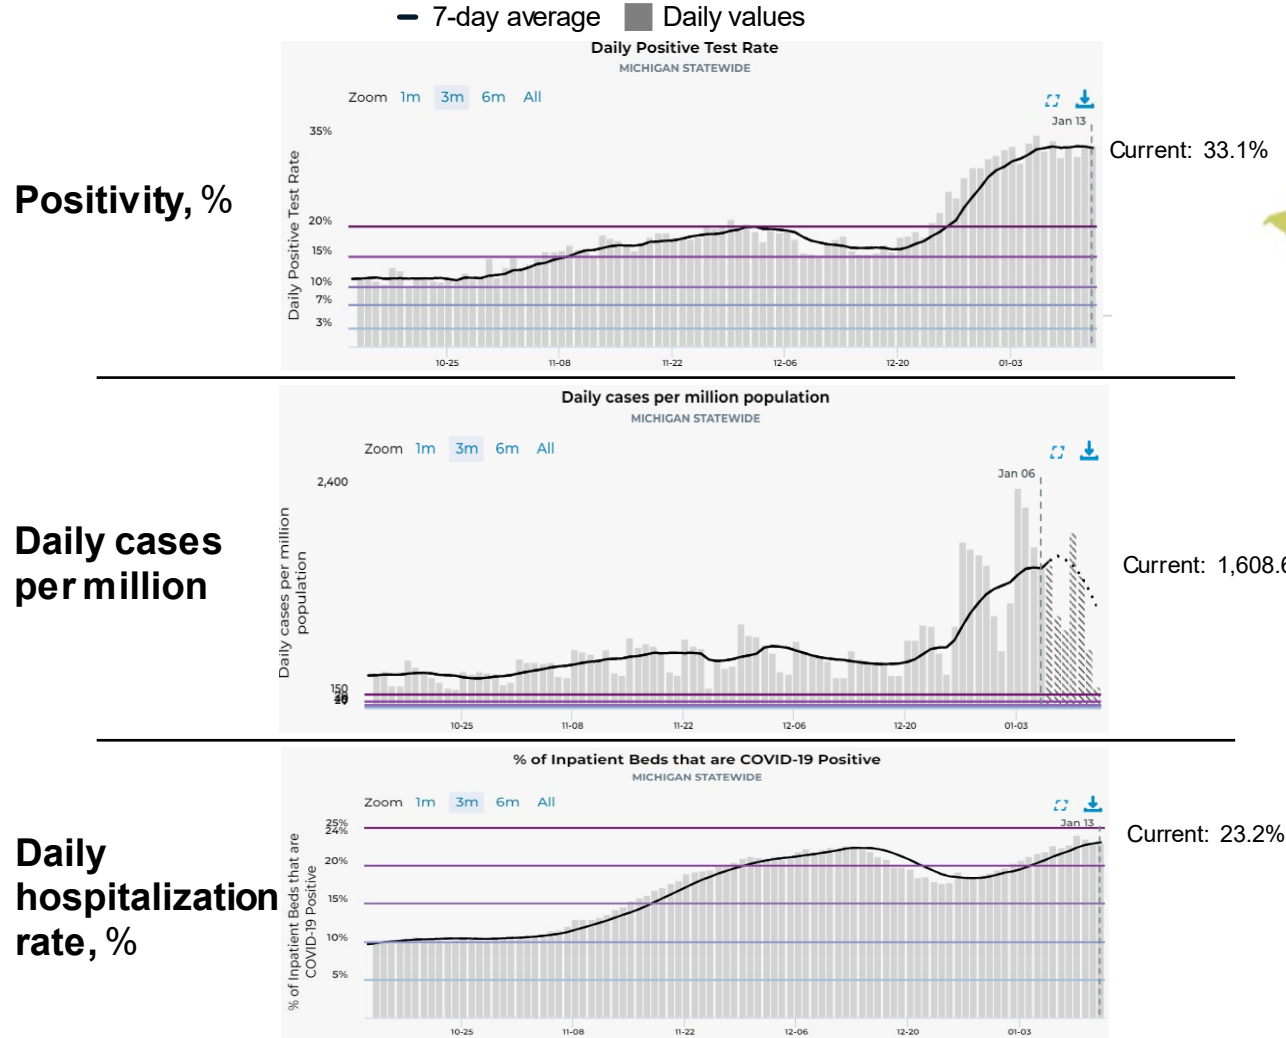 7-day average Daily values
Daily Positive Test Rate
MICHIGAN STATEWIDE
Zoom 1m 3m 6m All
Jan 13
35%
20%
15%
10%
7%
3%
Daily Positive Test Rate
10-25 11-08 11-22 12-06 12-20 01-03
Positivity, %
Current: 33.1%
Daily cases per million population
MICHIGAN STATEWIDE
Zoom 1m 3m 6m All
Jan 06
2,400
150
Daily cases per million
population
10-25 11-08 11-22 12-06 12-20 01-03
Daily cases
per million
Current: 1,608.6
% of Inpatient Beds that are COVID-19 Positive
MICHIGAN STATEWIDE
Zoom 1m 3m 6m All
Jan 13
25%
24%
20%
15%
10%
5%
% of Inpatient Beds that are
COVID-19 Positive
10-25 11-08 11-22 12-06 12-20 01-03
Daily
hospitalization
rate, %
Current: 23.2%